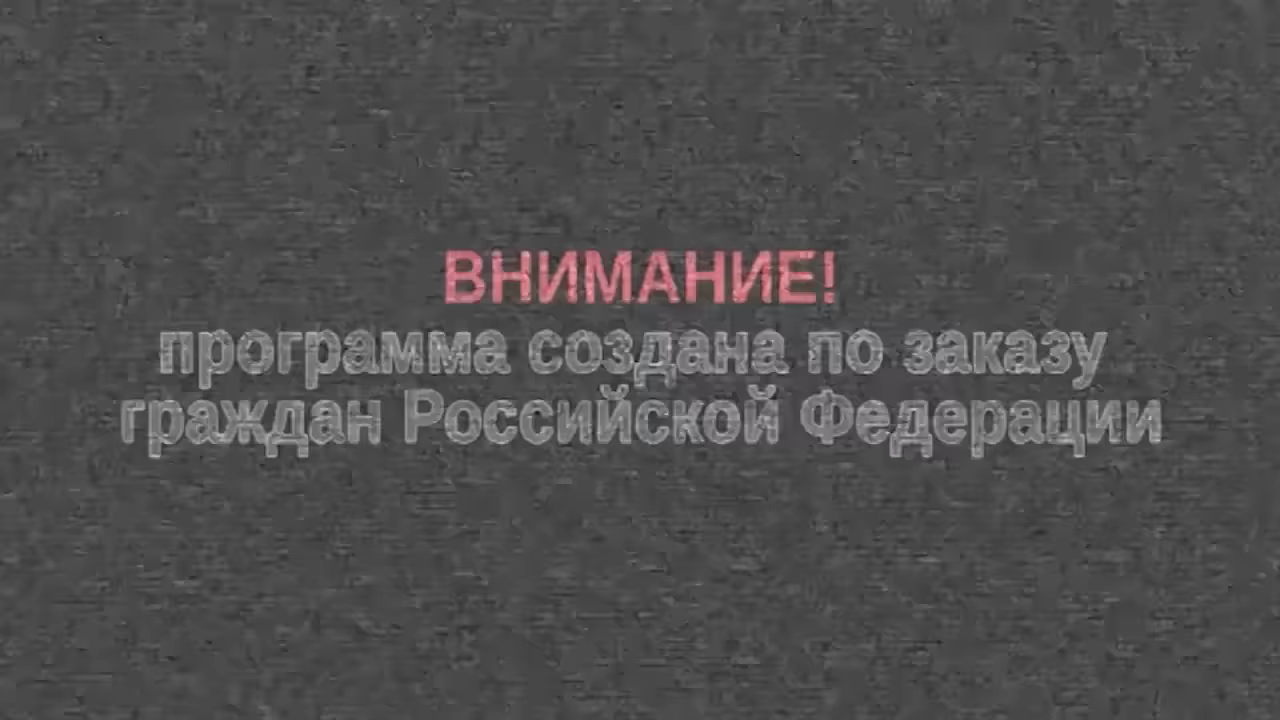 ВНИМАНИЕ!
программа создана по заказу
граждан Российской Федерации